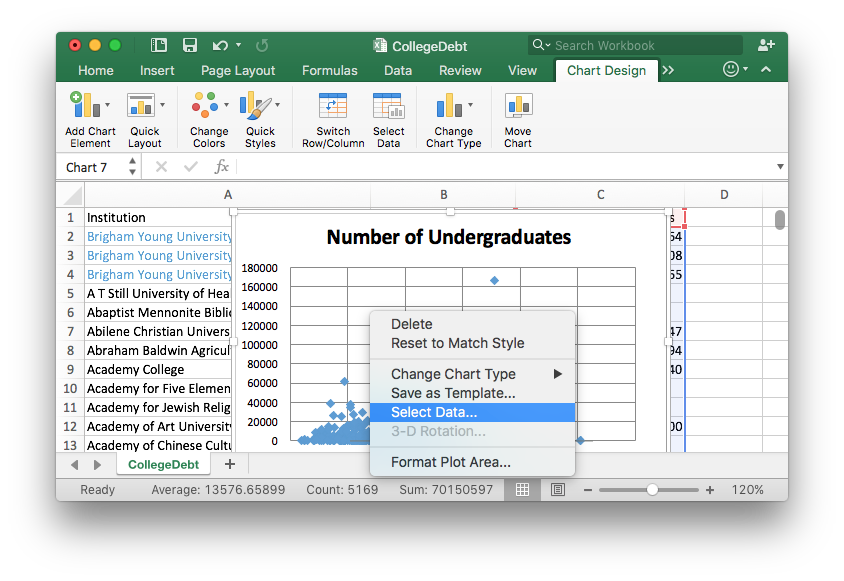 CollegeDebt
Search Workbook
Home Insert Page Layout Formulas Data Review View Chart Design
Add Chart Element
Quick Layout
Change Colors
Quick Styles
Switch Row/Column
Select Data
Change Chart Type
Move Chart
Chart 7
fx
A B C D
1 Institution s
2 Brigham Young University 54
3 Brigham Young University 08
4 Brigham Young University 55
5 A T Still University of Hea
6 Abaptist Mennonite Biblic
7 Abilene Christian Univers 47
8 Abraham Baldwin Agricul 94
9 Academy College 40
10 Academy for Five Elemen
11 Academy for Jewish Relig
12 Academy of Art University 00
13 Academy of Chinese Cultu
Number of Undergraduates
180000
160000
140000
120000
100000
80000
60000
40000
20000
0
Delete
Reset to Match Style
Change Chart Type
Save as Template...
Select Data...
3-D Rotation...
Format Plot Area...
CollegeDebt +
Ready Average: 13576.65899 Count: 5169 Sum: 70150597 120%